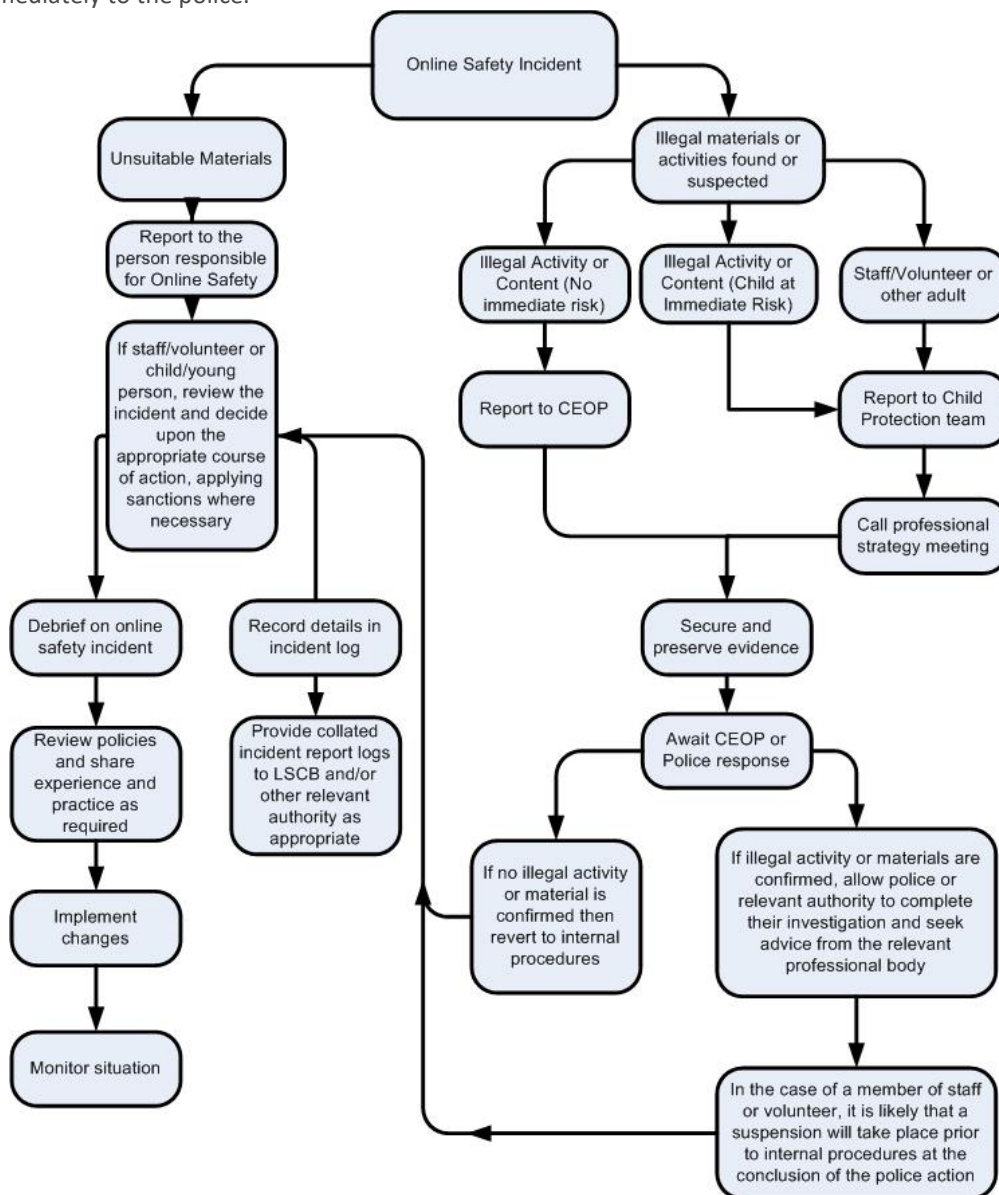 mediately to the police.
Online Safety Incident
Unsuitable Materials
Report to the
person responsible
for Online Safety
If staff/volunteer or
child/young
person, review the
incident and decide
upon the
appropriate course
of action, applying
sanctions where
necessary
Debrief on online
safety incident
Review policies
and share
experience and
practice as
required
Implement
changes
Monitor situation
Record details in
incident log
Provide collated
incident report logs
to LSCB and/or
other relevant
authority as
appropriate
Illegal materials or
activities found or
suspected
Illegal Activity or
Content (No
immediate risk)
Illegal Activity or
Content (Child at
Immediate Risk)
Staff/Volunteer or
other adult
Report to CEOP
Report to Child
Protection team
Call professional
strategy meeting
Secure and
preserve evidence
Await CEOP or
Police response
If no illegal activity
or material is
confirmed then
revert to internal
procedures
If illegal activity or materials are
confirmed, allow police or
relevant authority to complete
their investigation and seek
advice from the relevant
professional body
In the case of a member of staff
or volunteer, it is likely that a
suspension will take place prior
to internal procedures at the
conclusion of the police action